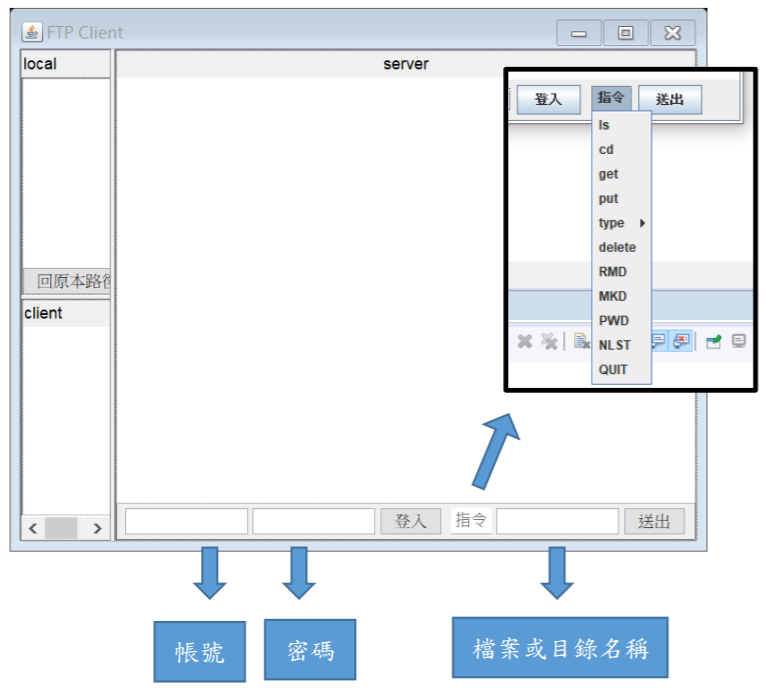 FTP Client
local
server
登入
指令
送出
ls
cd
get
put
type
delete
RMD
MKD
PWD
NLST
QUIT
回原本路徑
client
登入
指令
送出
帳號
密碼
檔案或目錄名稱